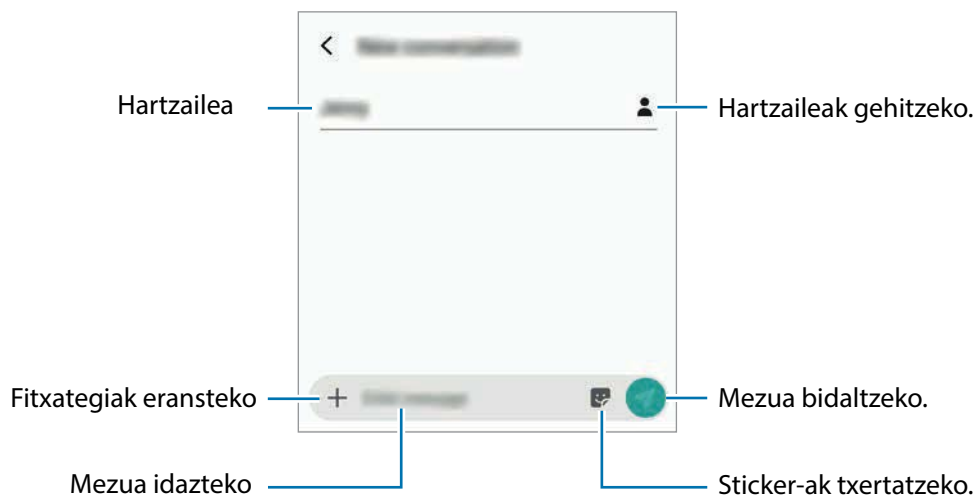 Hartzailea
Hartzaileak gehitzeko.
Fitxategiak eransteko
Mezua bidaltzeko.
Mezua idazteko
Sticker-ak txertatzeko.